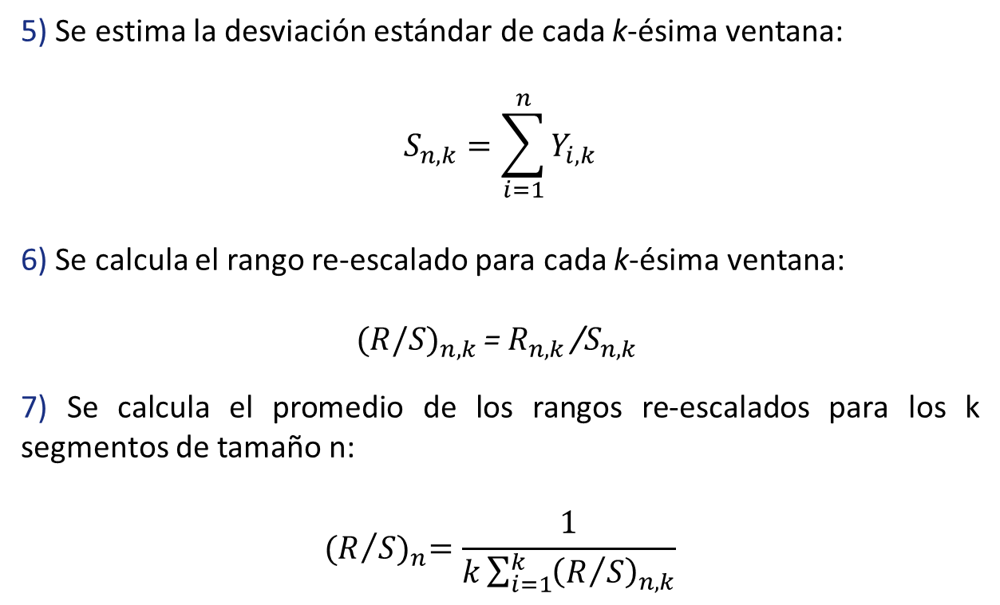 5) Se estima la desviación estándar de cada k-ésima ventana:
$S_{n,k} = \sum_{i=1}^{n} Y_{i,k}$
6) Se calcula el rango re-escalado para cada k-ésima ventana:
$(R/S)_{n,k} = R_{n,k}/S_{n,k}$
7) Se calcula el promedio de los rangos re-escalados para los k
segmentos de tamaño n:
$(R/S)_n = \frac{1}{k \sum_{i=1}^{k} (R/S)_{n,k}}$